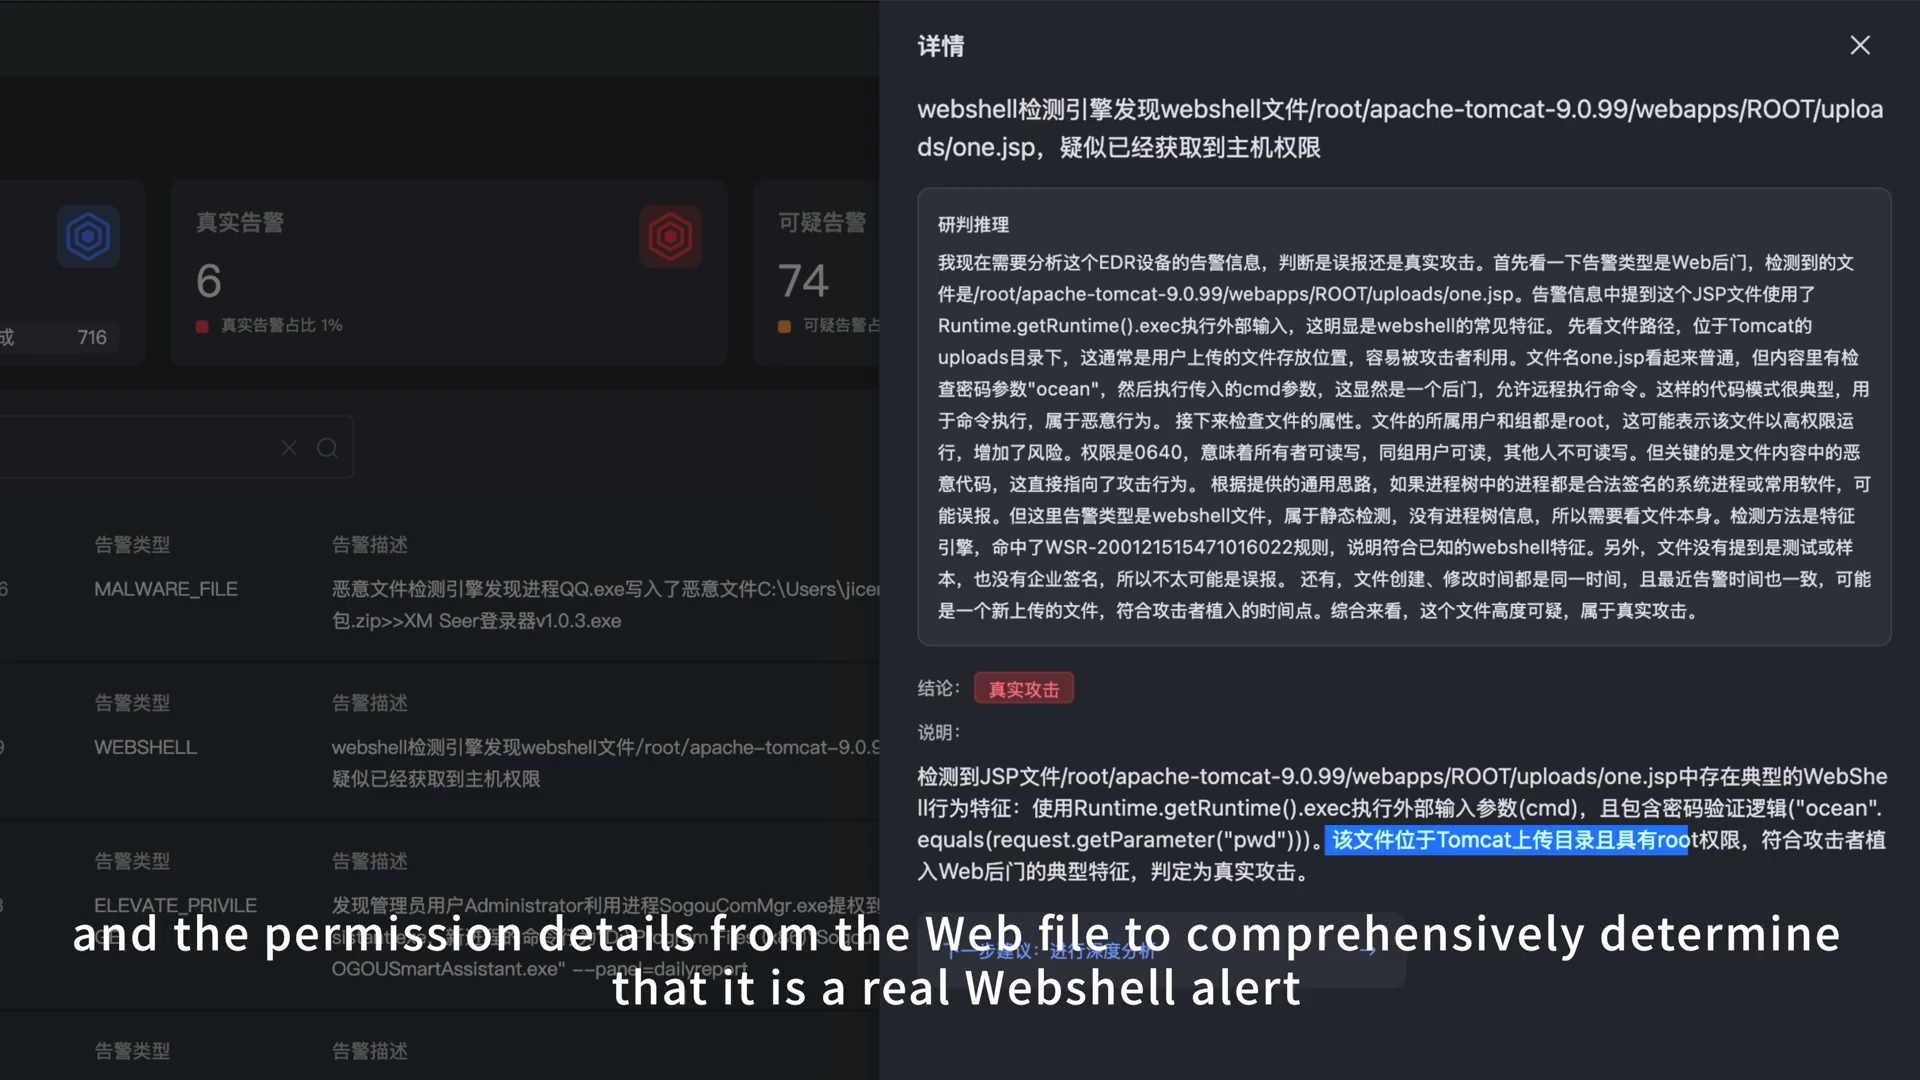 详情
webshell检测引擎发现webshell文件/root/apache-tomcat-9.0.99/webapps/ROOT/uploa
ds/one.jsp，疑似已经获取到主机权限
研判推理
我现在需要分析这个EDR设备的告警信息，判断是误报还是真实攻击。首先看一下告警类型是Web后门，检测到的文
件是/root/apache-tomcat-9.0.99/webapps/ROOT/uploads/one.jsp。告警信息中提到这个JSP文件使用了
Runtime.getRuntime().exec执行外部输入，这明显是webshell的常见特征。 先看文件路径，位于Tomcat的
uploads目录下，这通常是用户上传的文件存放位置，容易被攻击者利用。文件名one.jsp看起来普通，但内容里有检
查密码参数"ocean"，然后执行传入的cmd参数，这显然是一个后门，允许远程执行命令。这样的代码模式很典型，用
于命令执行，属于恶意行为。 接下来检查文件的属性。文件的所属用户和组都是root，这可能表示该文件以高权限运
行，增加了风险。权限是0640，意味着所有者可读写，同组用户可读，其他人不可读写。但关键的是文件内容中的恶
意代码，这直接指向了攻击行为。 根据提供的通用思路，如果进程树中的进程都是合法签名的系统进程或常用软件，可
能误报。但这里告警类型是webshell文件，属于静态检测，没有进程树信息，所以需要看文件本身。检测方法是特征
引擎，命中了WSR-200121515471016022规则，说明符合已知的webshell特征。另外，文件没有提到是测试或样
本，也没有企业签名，所以不太可能是误报。 还有，文件创建、修改时间都是同一时间，且最近告警时间也一致，可能
是一个新上传的文件，符合攻击者植入的时间点。综合来看，这个文件高度可疑，属于真实攻击。
结论： 真实攻击
说明：
检测到JSP文件/root/apache-tomcat-9.0.99/webapps/ROOT/uploads/one.jsp中存在典型的WebShe
ll行为特征：使用Runtime.getRuntime().exec执行外部输入参数(cmd)，且包含密码验证逻辑("ocean".
equals(request.getParameter("pwd")))。该文件位于Tomcat上传目录且具有root权限，符合攻击者植
入Web后门的典型特征，判定为真实攻击。
下一步建议：进行深度分析 →
成 716
真实告警
6
真实告警占比 1%
可疑告警
74
可疑告警占
告警类型 告警描述
6 MALWARE_FILE 恶意文件检测引擎发现进程QQ.exe写入了恶意文件C:\Users\jicer
包.zip>>XM Seer登录器v1.0.3.exe
告警类型 告警描述
9 WEBSHELL webshell检测引擎发现webshell文件/root/apache-tomcat-9.0.9
疑似已经获取到主机权限
告警类型 告警描述
3 ELEVATE_PRIVILE 发现管理员用户Administrator利用进程SogouComMgr.exe提权到
GE
OGOUSmartAssistant.exe" --panel=dailyreport
告警类型 告警描述
and the permission details from the Web file to comprehensively determine
that it is a real Webshell alert